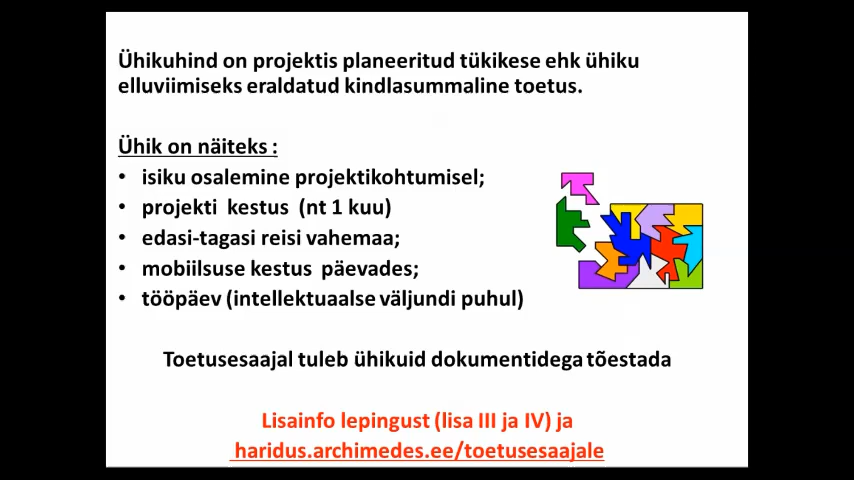 Ühikuhind on projektis planeeritud tükikese ehk ühiku
elluviimiseks eraldatud kindlasummaline toetus.
Ühik on näiteks :
• isiku osalemine projektikohtumisel;
• projekti kestus (nt 1 kuu)
• edasi-tagasi reisi vahemaa;
• mobiilsuse kestus päevades;
• tööpäev (intellektuaalse väljundi puhul)
Toetusesaajal tuleb ühikuid dokumentidega tõestada
Lisainfo lepingust (lisa III ja IV) ja
haridus.archimedes.ee/toetusesaajale